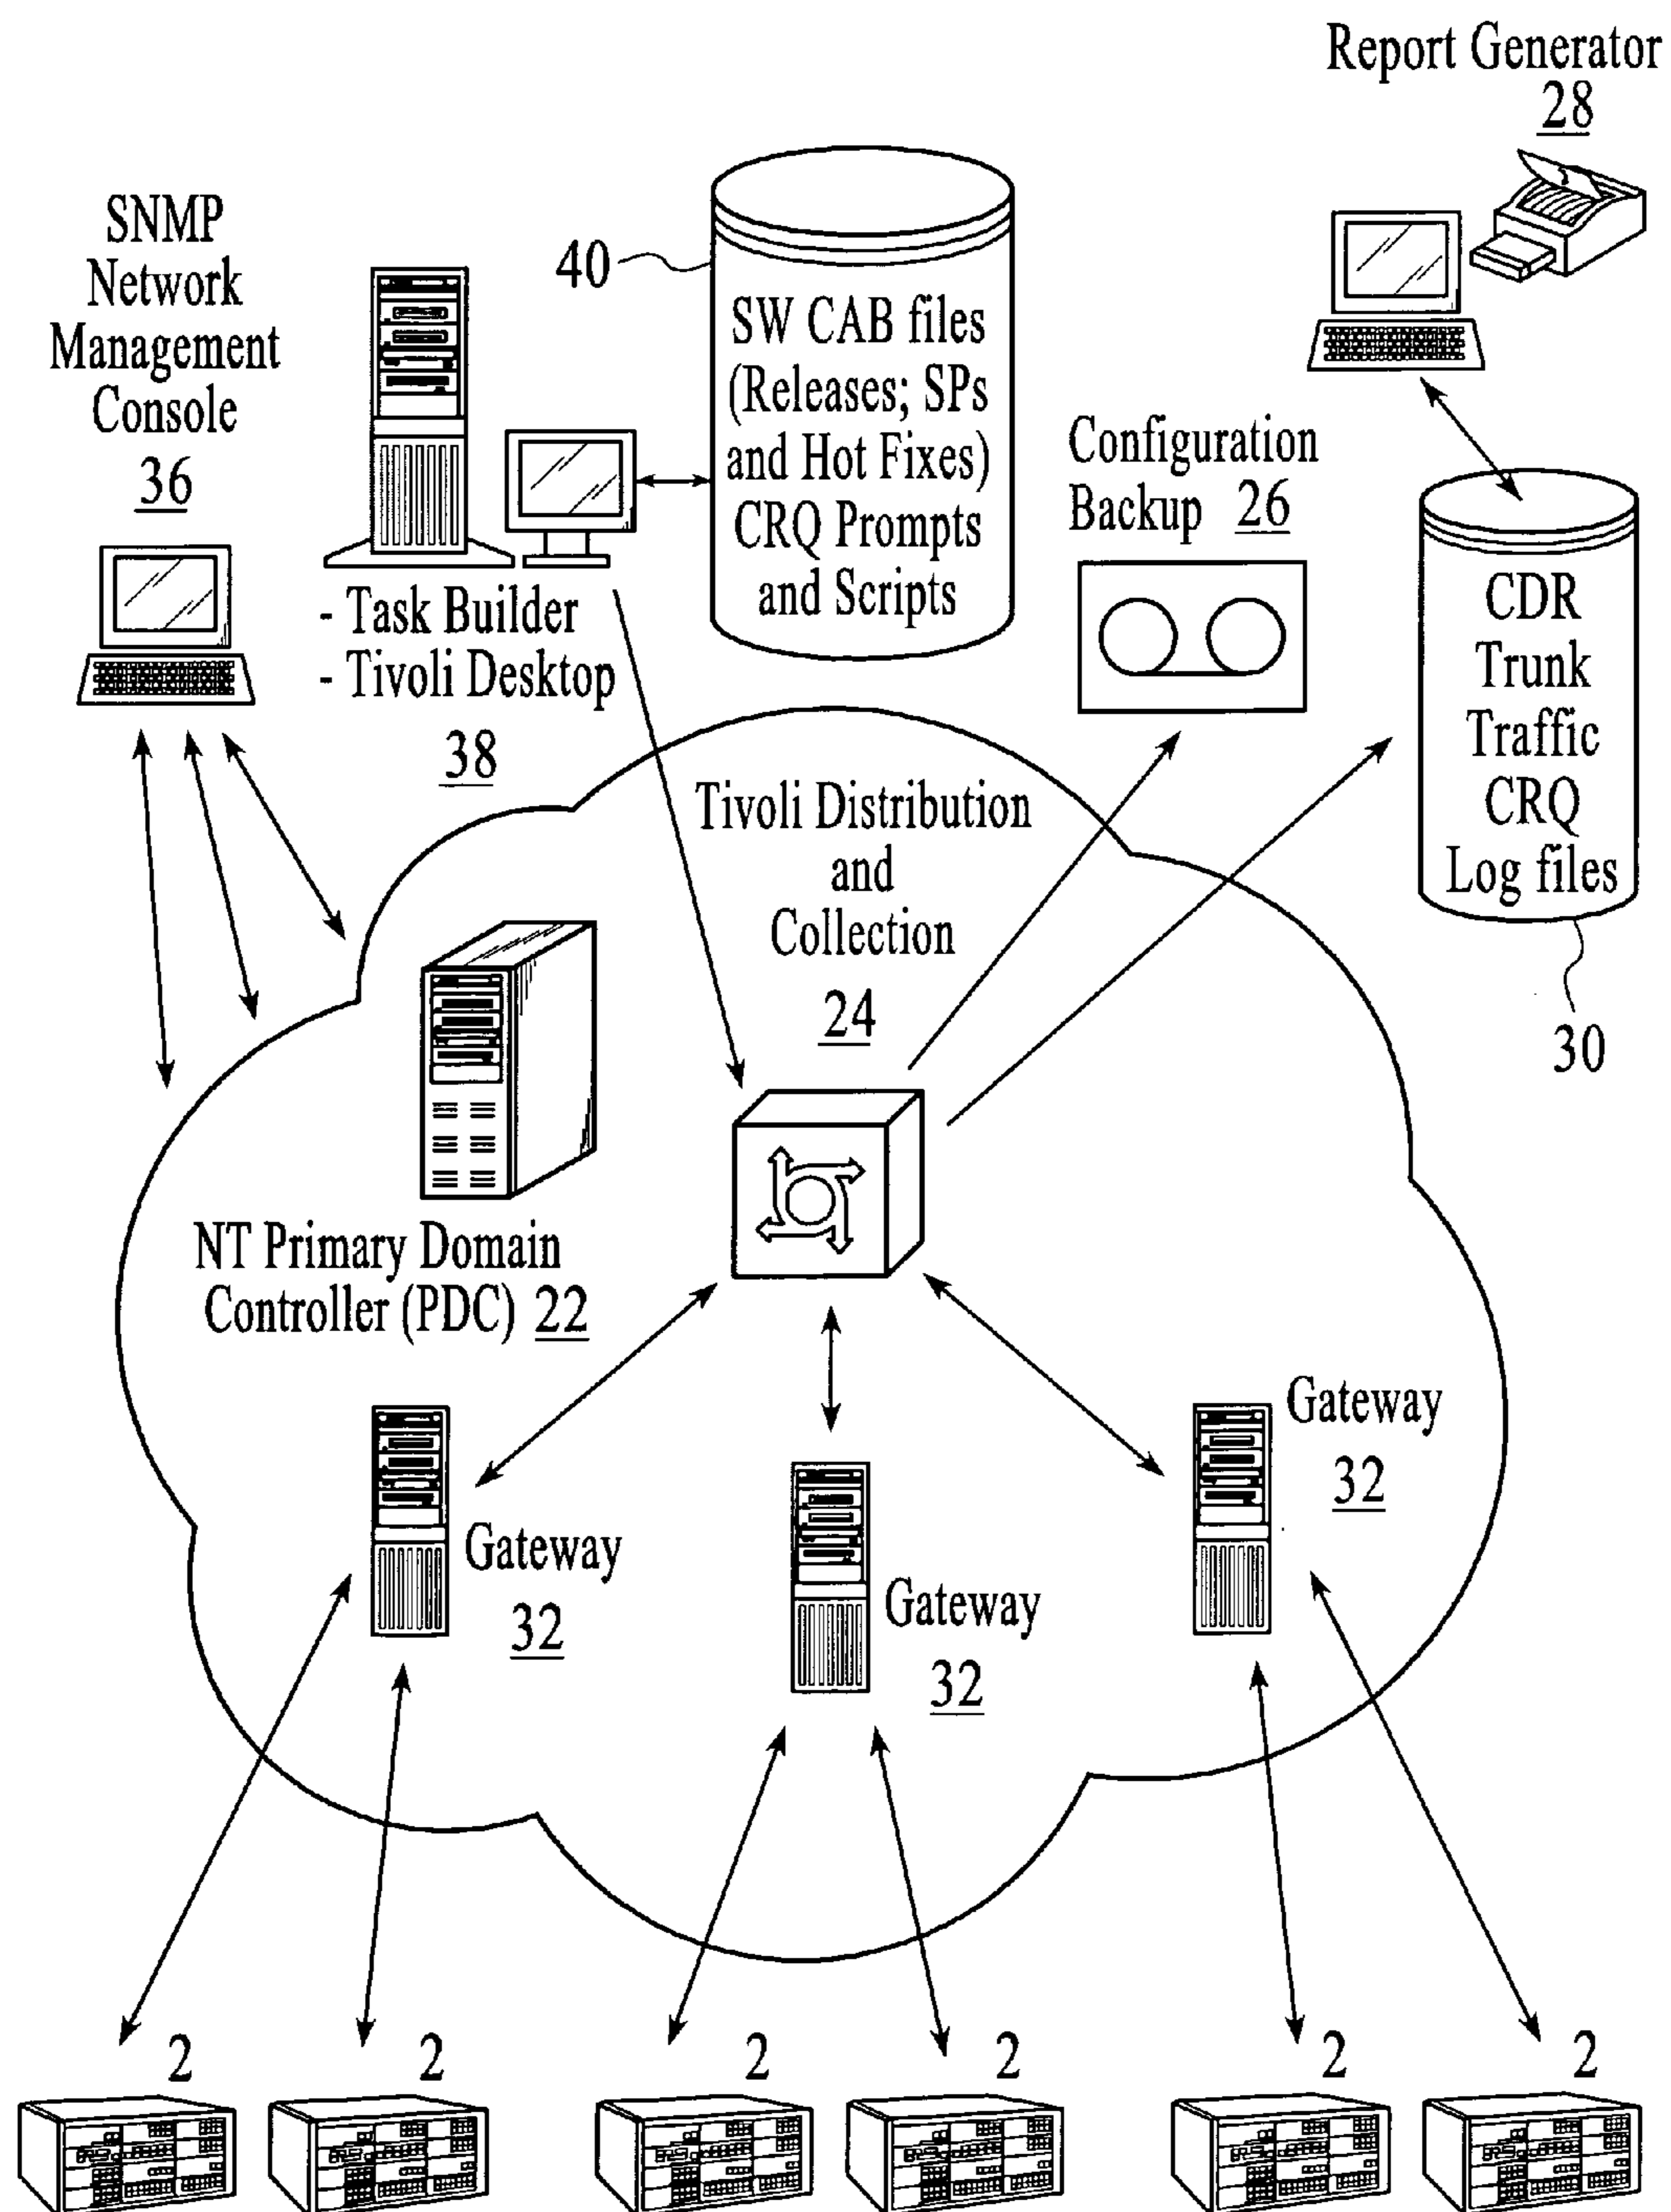 Report Generator
28
SNMP
Network
Management
Console
36
40
SW CAB files
(Releases; SPs
and Hot Fixes)
CRQ Prompts
and Scripts
- Task Builder
- Tivoli Desktop
38
Configuration
Backup 26
CDR
Trunk
Traffic
CRQ
Log files
30
Tivoli Distribution
and
Collection
24
NT Primary Domain
Controller (PDC) 22
Gateway
32
Gateway
32
Gateway
32
2
2
2
2
2
2